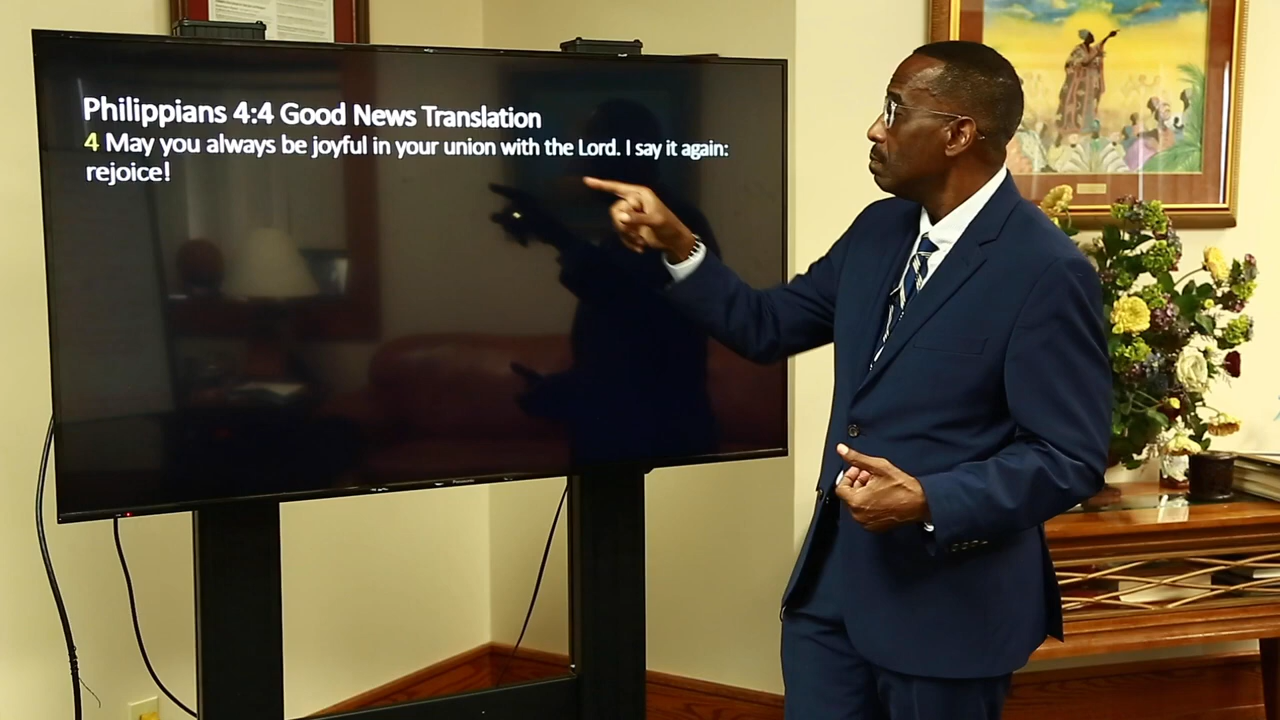 Philippians 4:4 Good News Translation
4 May you always be joyful in your union with the Lord. I say it again:
rejoice!
Panasonic